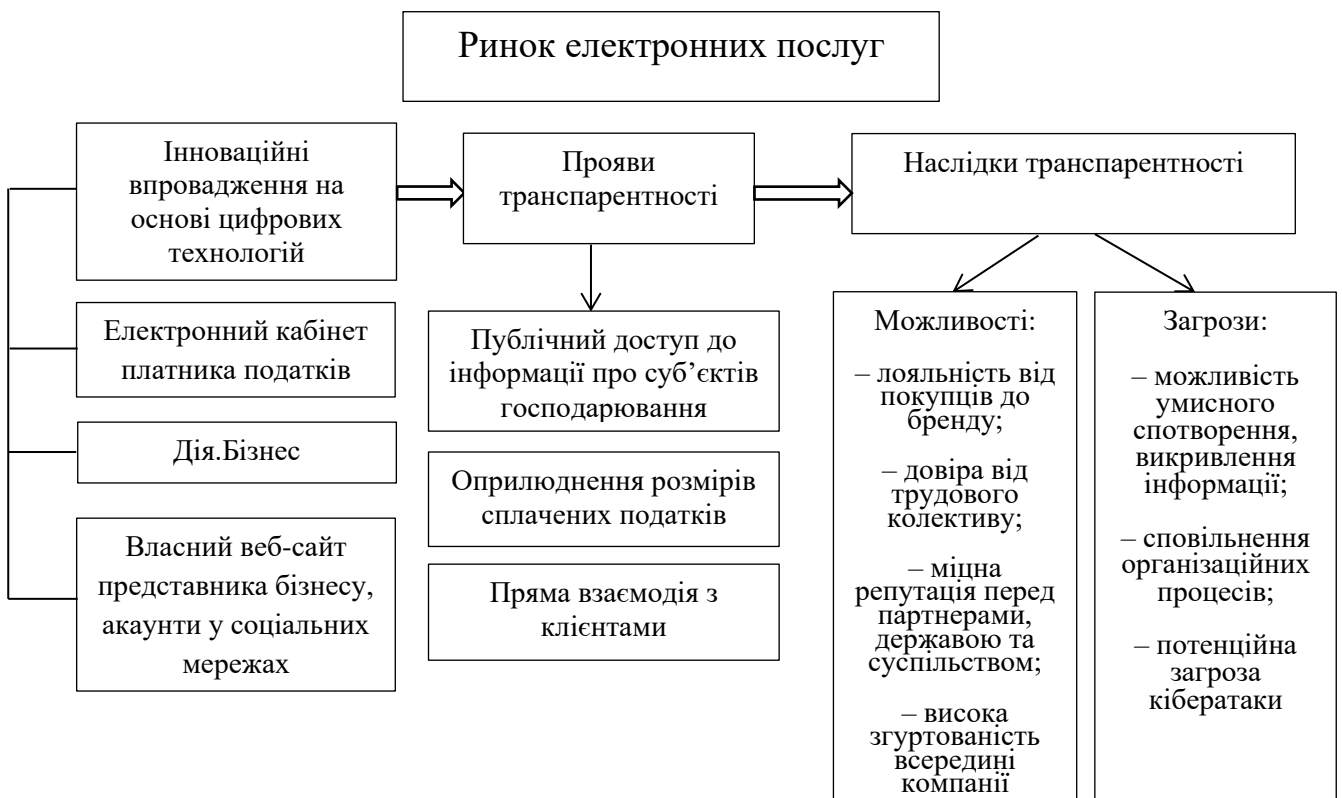 Ринок електронних послуг
Інноваційні
впровадження на
основі цифрових
технологій
Прояви
транспарентності
Наслідки транспарентності
Електронний кабінет
платника податків
Дія.Бізнес
Власний веб-сайт
представника бізнесу,
акаунти у соціальних
мережах
Публічний доступ до
інформації про суб’єктів
господарювання
Оприлюднення розмірів
сплачених податків
Пряма взаємодія з
клієнтами
Можливості:
– лояльність від
покупців до
бренду;
– довіра від
трудового
колективу;
– міцна
репутація перед
партнерами,
державою та
суспільством;
– висока
згуртованість
всередині
компанії
Загрози:
– можливість
умисного
спотворення,
викривлення
інформації;
– сповільнення
організаційних
процесів;
– потенційна
загроза
кібератаки